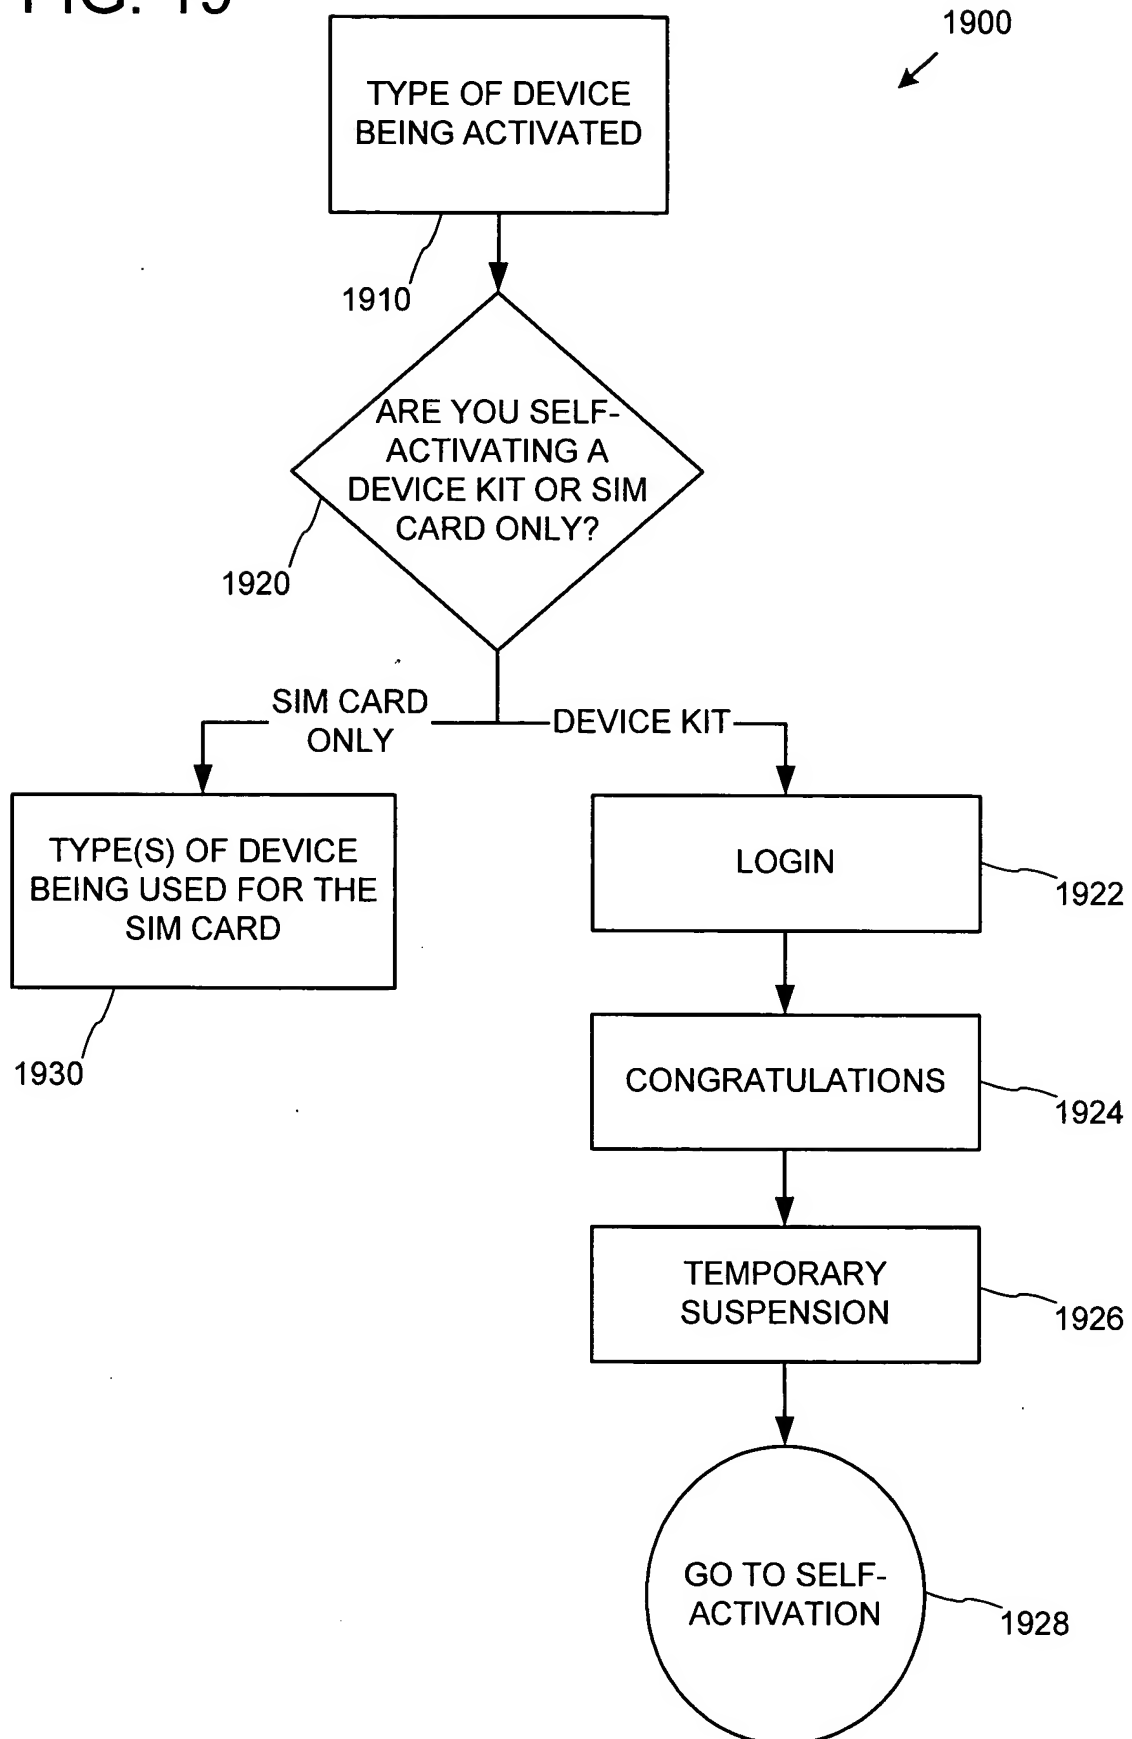 FIG. 19
1900
TYPE OF DEVICE
BEING ACTIVATED
1910
ARE YOU SELF-
ACTIVATING A
DEVICE KIT OR SIM
CARD ONLY?
1920
SIM CARD
ONLY
DEVICE KIT
TYPE(S) OF DEVICE
BEING USED FOR THE
SIM CARD
1930
LOGIN
1922
CONGRATULATIONS
1924
TEMPORARY
SUSPENSION
1926
GO TO SELF-
ACTIVATION
1928